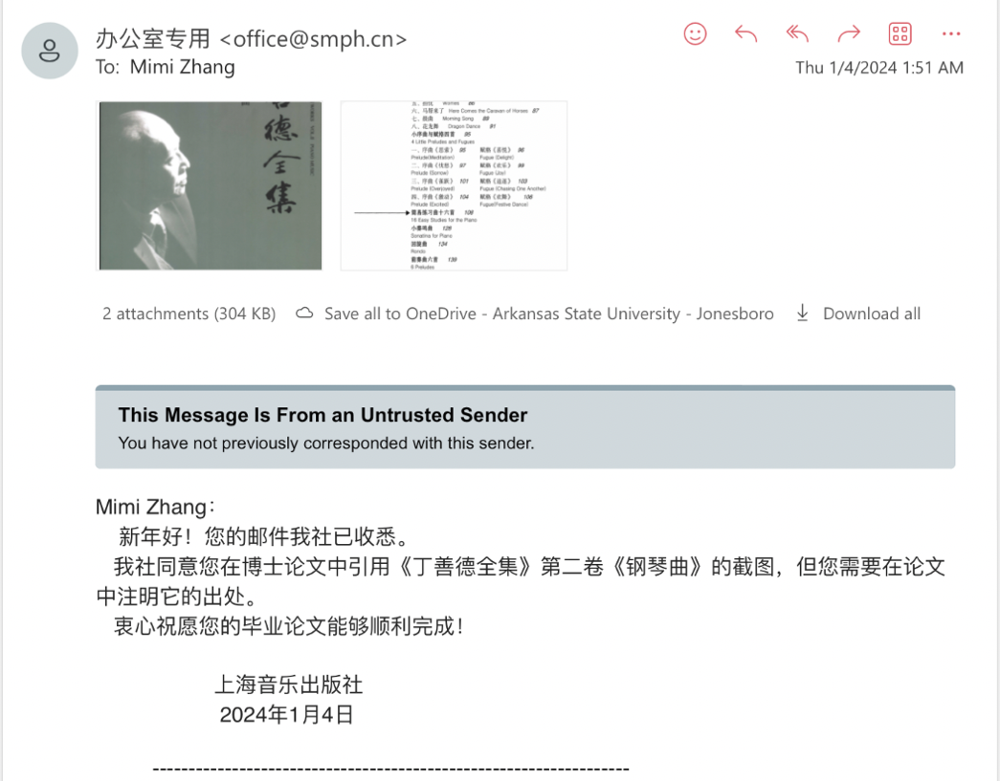 办公室专用 <office@smph.cn>
To: Mimi Zhang
Thu 1/4/2024 1:51 AM
德
全
集
六、马帮来了 Here Comes the Caravan of Horses 87
Morning Song 89
八、花龙舞 Dragon Dance 91
小序曲与赋格四首 95
4 Little Preludes and Fugues
一、序曲《思索》 95 赋格《喜悦》 96
Prelude(Meditation) Fugue (Delight)
二、序曲《忧愁》 97 赋格《欢乐》 99
Prelude (Sorrow) Fugue (Joy)
三、序曲 101 赋格《追逐》 103
Prelude (Overjoyed) Fugue (Chasing One Another)
四、序曲《激动》 104 赋格 106
Prelude (Excited) Fugue(Festive Dance)
简易练习曲十六首 108
16 Easy Studies for the Piano
小奏鸣曲 128
Sonatina for Piano
回旋曲 134
Rondo
前奏曲六首 139
6 Preludes
2 attachments (304 KB) Save all to OneDrive - Arkansas State University - Jonesboro Download all
This Message Is From an Untrusted Sender
You have not previously corresponded with this sender.
Mimi Zhang：
新年好！您的邮件我社已收悉。
我社同意您在博士论文中引用《丁善德全集》第二卷《钢琴曲》的截图，但您需要在论文
中注明它的出处。
衷心祝愿您的毕业论文能够顺利完成！
上海音乐出版社
2024年1月4日